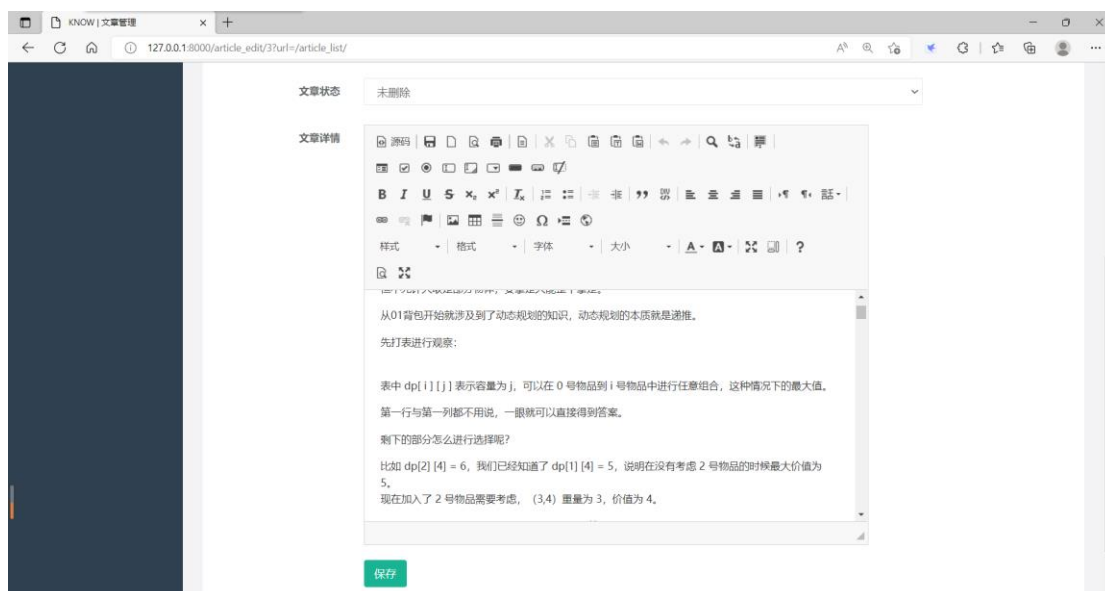 KNOW | 文章管理
127.0.0.1:8000/article_edit/3?url=/article_list/
文章状态
未删除
文章详情
源码
样式 格式 字体 大小
从01背包开始就涉及到了动态规划的知识，动态规划的本质就是递推。
先打表进行观察：
表中 dp[ i ] [ j ] 表示容量为 j，可以在 0 号物品到 i 号物品中进行任意组合，这种情况下的最大值。
第一行与第一列都不用说，一眼就可以直接得到答案。
剩下的部分怎么进行选择呢？
比如 dp[2] [4] = 6，我们已经知道了 dp[1] [4] = 5，说明在没有考虑 2 号物品的时候最大价值为
5。
现在加入了 2 号物品需要考虑，（3,4）重量为 3，价值为 4。
保存